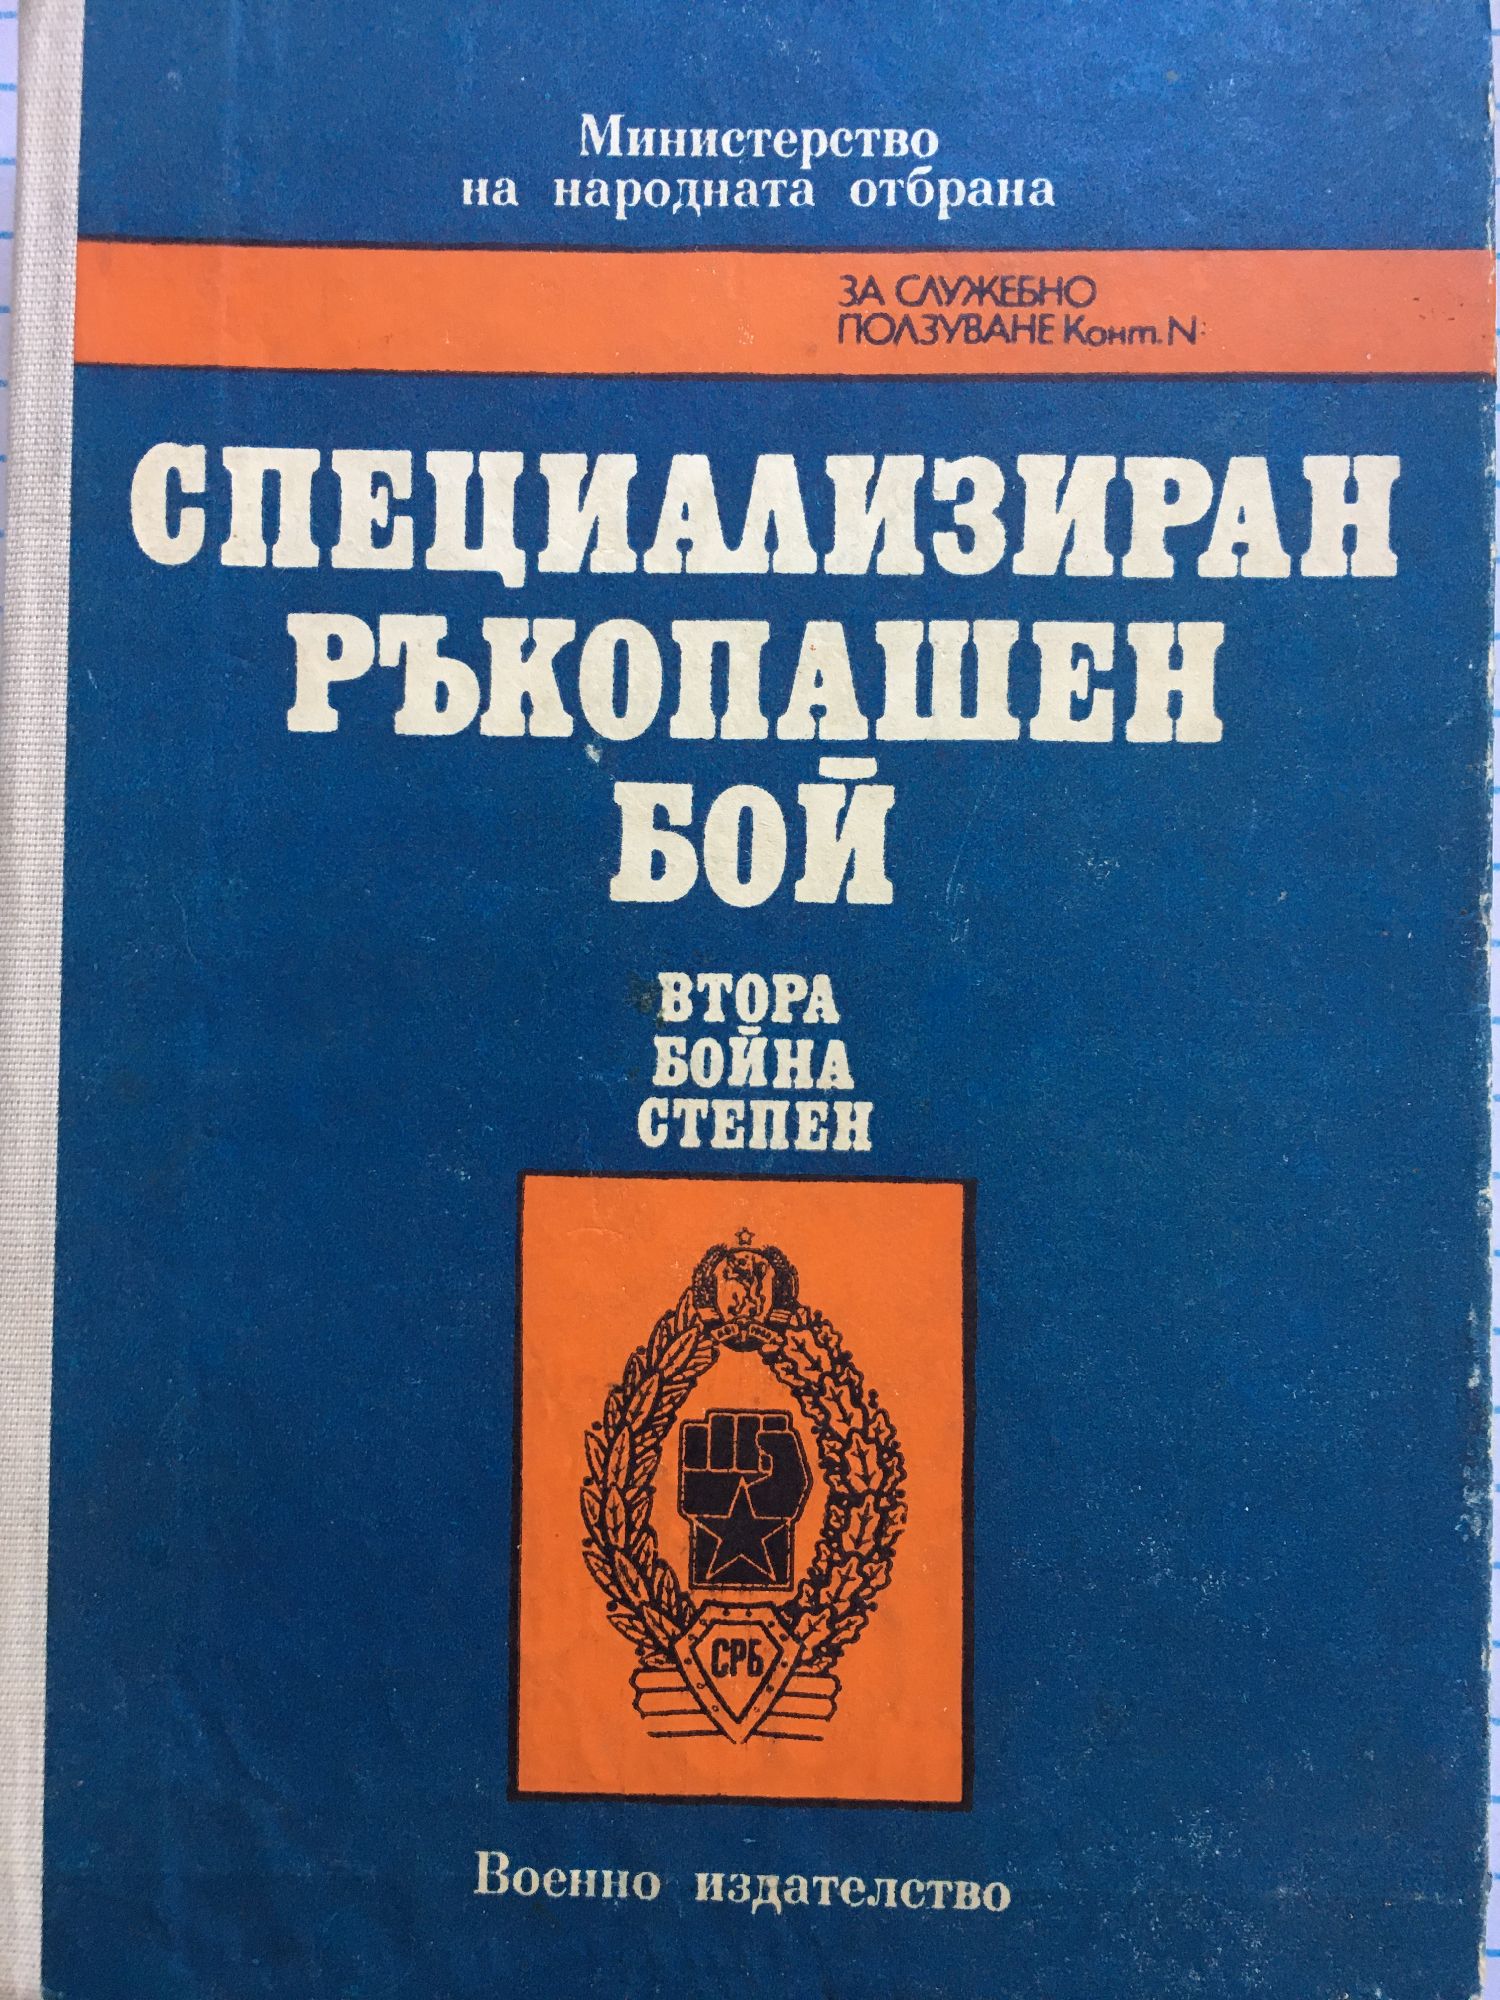 Министерство
на народната отбрана
ЗА СЛУЖЕБНО
ПОЛЗУВАНЕ Конт. N:
СПЕЦИАЛИЗИРАН
РЪКОПАШЕН
БОЙ
ВТОРА
БОЙНА
СТЕПЕН
СРБ
Военно издателство